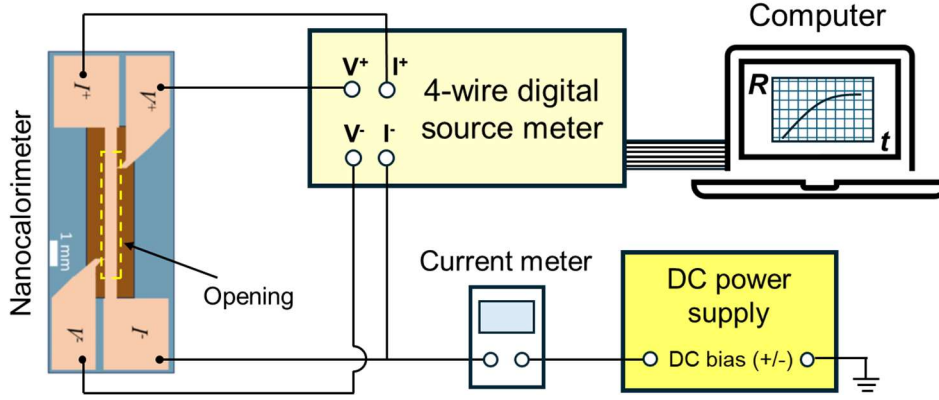 Computer
Nanocalorimeter
I+
V+
V+ I+
4-wire digital
source meter
V- I-
R
t
1 mm
Opening
Current meter
DC power
supply
DC bias (+/-)
V-
I-